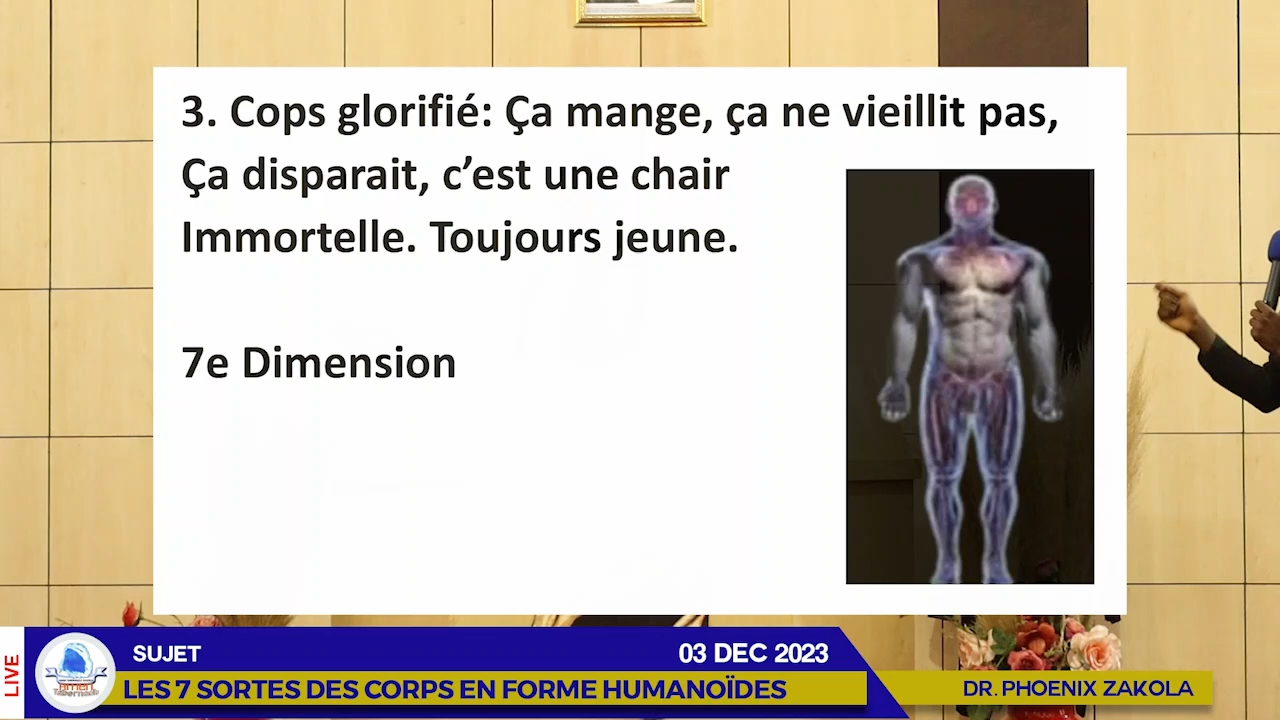 3. Cops glorifié: Ça mange, ça ne vieillit pas,
Ça disparait, c’est une chair
Immortelle. Toujours jeune.
7e Dimension
LIVE
SUJET
03 DEC 2023
LES 7 SORTES DES CORPS EN FORME HUMANOÏDES
DR. PHOENIX ZAKOLA